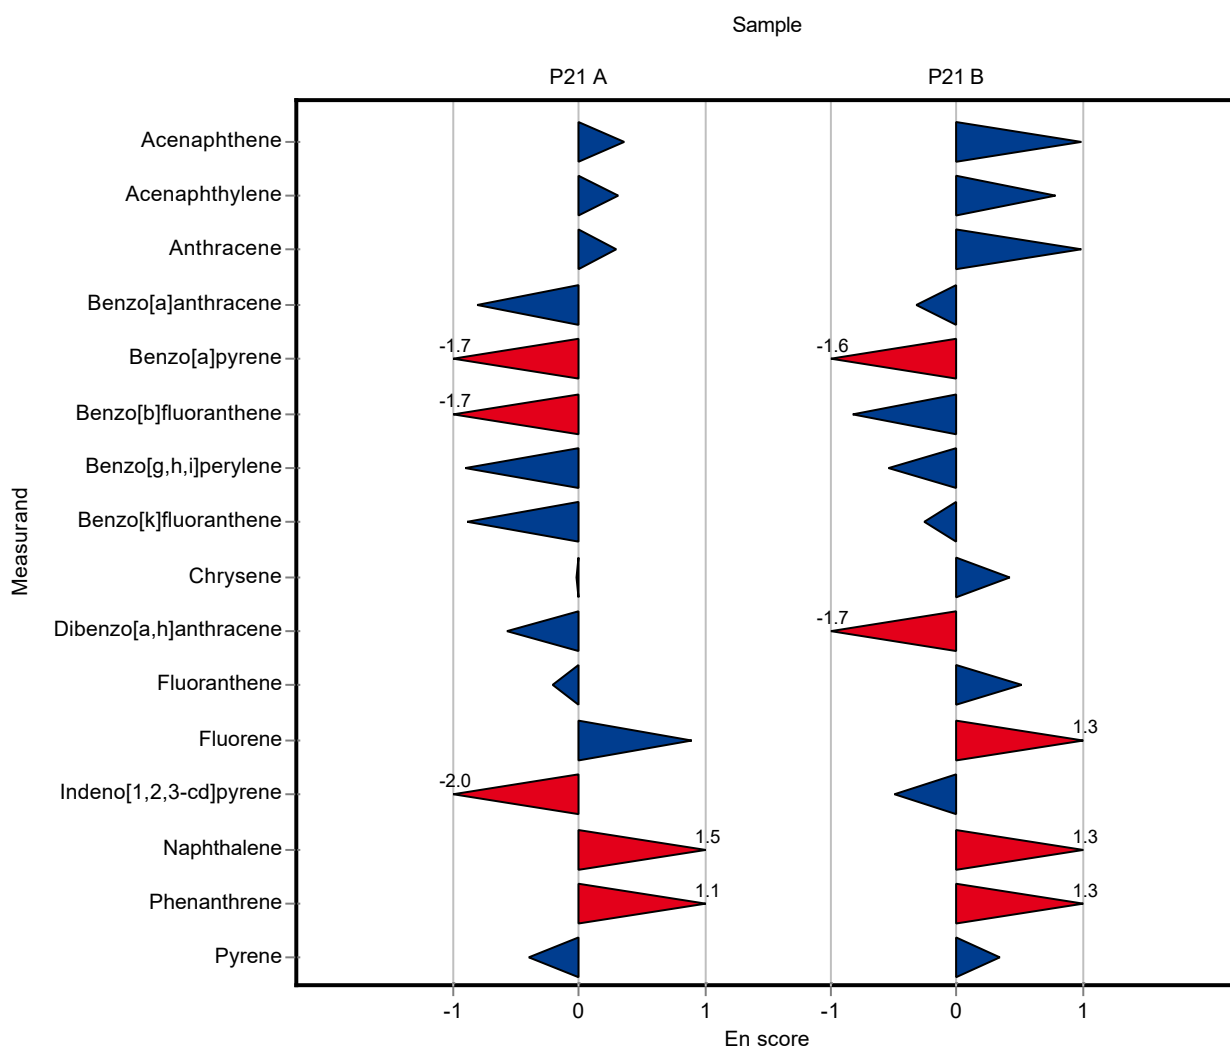 Sample
P21 A
P21 B
Measurand
Acenaphthene
Acenaphthylene
Anthracene
Benzo[a]anthracene
Benzo[a]pyrene -1.7 -1.6
Benzo[b]fluoranthene -1.7
Benzo[g,h,i]perylene
Benzo[k]fluoranthene
Chrysene
Dibenzo[a,h]anthracene -1.7
Fluoranthene
Fluorene 1.3
Indeno[1,2,3-cd]pyrene -2.0
Naphthalene 1.5 1.3
Phenanthrene 1.1 1.3
Pyrene
-1 0 1 -1 0 1
En score